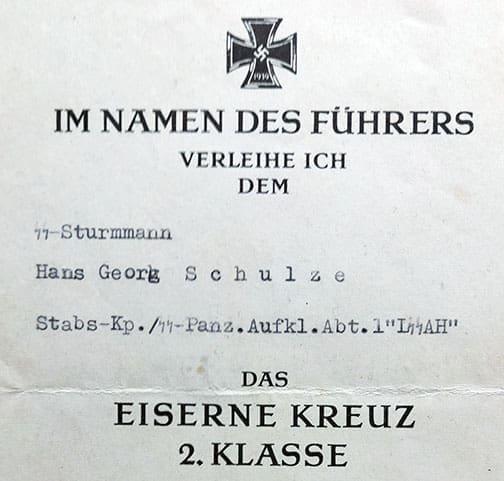 1939
IM NAMEN DES FÜHRERS
VERLEIHE ICH
DEM
ᛋᛋ-Sturmmann
Hans Georg S c h u l z e
Stabs-Kp./ᛋᛋ-Panz.Aufkl.Abt.1"LᛋᛋAH"
DAS
EISERNE KREUZ
2. KLASSE